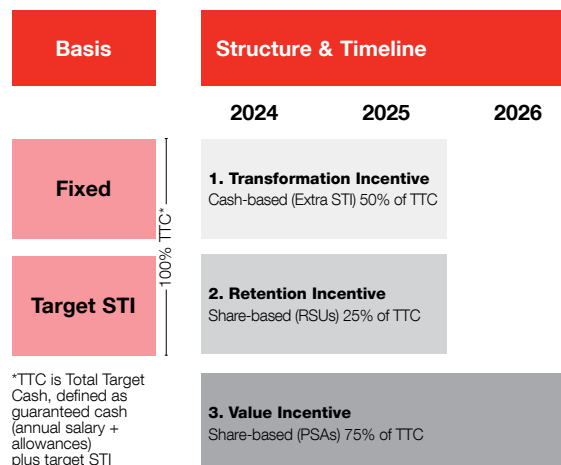 Basis
Structure & Timeline
2024 2025 2026
Fixed
100% TTC*
1. Transformation Incentive
Cash-based (Extra STI) 50% of TTC
Target STI
2. Retention Incentive
Share-based (RSUs) 25% of TTC
*TTC is Total Target
Cash, defined as
guaranteed cash
(annual salary +
allowances)
plus target STI
3. Value Incentive
Share-based (PSAs) 75% of TTC